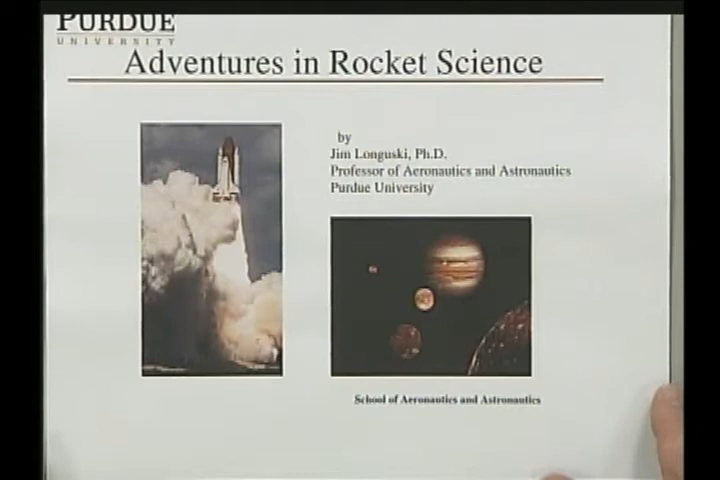 PURDUE
UNIVERSITY
Adventures in Rocket Science
by
Jim Longuski, Ph.D.
Professor of Aeronautics and Astronautics
Purdue University
School of Aeronautics and Astronautics